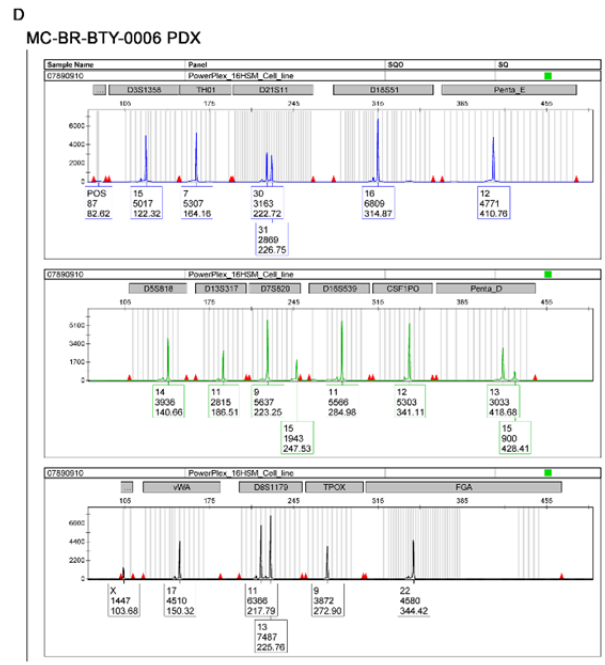 D
MC-BR-BTY-0006 PDX
Sample Name Panel SQO SQ
07890910 PowerPlex_16HSM_Cell_line
... D3S1358 TH01 D21S11 D18S51 Penta_E
105 175 245 315 385 455
6000
4000
2000
0
POS 15 7 30 16 12
87 5017 5307 3163 6809 4771
82.62 122.32 164.16 222.72 314.87 410.76
31
2869
226.75
07890910 PowerPlex_16HSM_Cell_line
D5S818 D13S317 D7S820 D16S539 CSF1PO Penta_D
105 175 245 315 385 455
5100
3400
1700
0
14 11 9 11 12 13
3936 2815 5637 5566 5303 3033
140.66 186.51 223.25 284.98 341.11 418.68
15 15
1943 900
247.53 428.41
07890910 PowerPlex_16HSM_Cell_line
... vWA D8S1179 TPOX FGA
105 175 245 315 385 455
6600
4400
2200
0
X 17 11 9 22
1447 4510 6366 3872 4580
103.68 150.32 217.79 272.90 344.42
13
7487
225.76